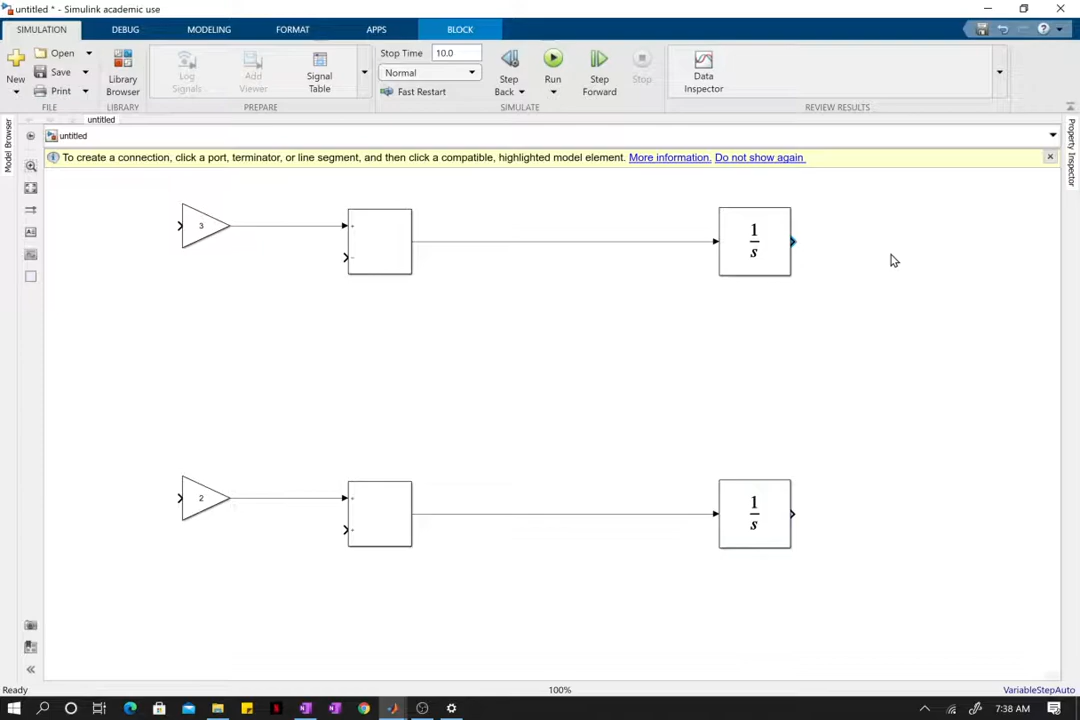 untitled * - Simulink academic use
SIMULATION DEBUG MODELING FORMAT APPS BLOCK
New
Open
Save
Print
FILE
Library Browser
LIBRARY
Log Signals
Add Viewer
Signal Table
PREPARE
Stop Time 10.0
Normal
Fast Restart
Step Back
Run
Step Forward
Stop
SIMULATE
Data Inspector
REVIEW RESULTS
untitled
untitled
Model Browser
Property Inspector
To create a connection, click a port, terminator, or line segment, and then click a compatible, highlighted model element. More information. Do not show again
3
+
−
1
s
2
+
+
1
s
Ready 100% VariableStepAuto
7:38 AM